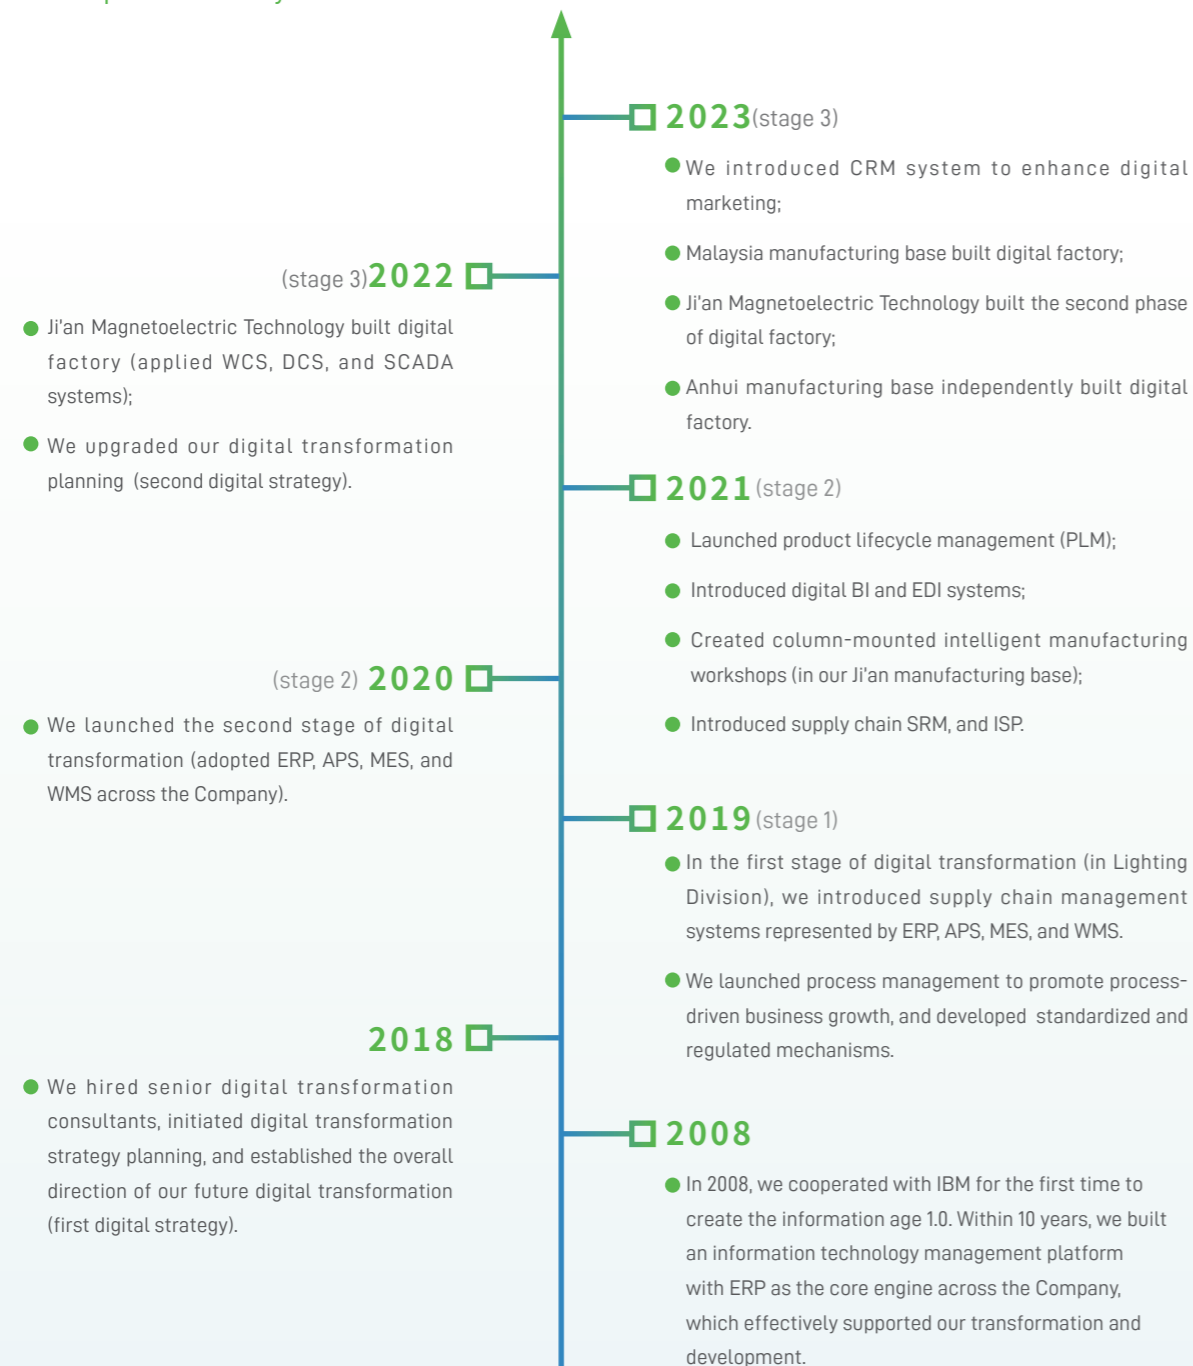 2023(stage 3)
We introduced CRM system to enhance digital
marketing;
Malaysia manufacturing base built digital factory;
Ji'an Magnetoelectric Technology built the second phase
of digital factory;
Anhui manufacturing base independently built digital
factory.
(stage 3)2022
Ji'an Magnetoelectric Technology built digital
factory (applied WCS, DCS, and SCADA
systems);
We upgraded our digital transformation
planning (second digital strategy).
2021 (stage 2)
Launched product lifecycle management (PLM);
Introduced digital BI and EDI systems;
Created column-mounted intelligent manufacturing
workshops (in our Ji'an manufacturing base);
Introduced supply chain SRM, and ISP.
(stage 2) 2020
We launched the second stage of digital
transformation (adopted ERP, APS, MES, and
WMS across the Company).
2019 (stage 1)
In the first stage of digital transformation (in Lighting
Division), we introduced supply chain management
systems represented by ERP, APS, MES, and WMS.
We launched process management to promote process-
driven business growth, and developed standardized and
regulated mechanisms.
2018
We hired senior digital transformation
consultants, initiated digital transformation
strategy planning, and established the overall
direction of our future digital transformation
(first digital strategy).
2008
In 2008, we cooperated with IBM for the first time to
create the information age 1.0. Within 10 years, we built
an information technology management platform
with ERP as the core engine across the Company,
which effectively supported our transformation and
development.